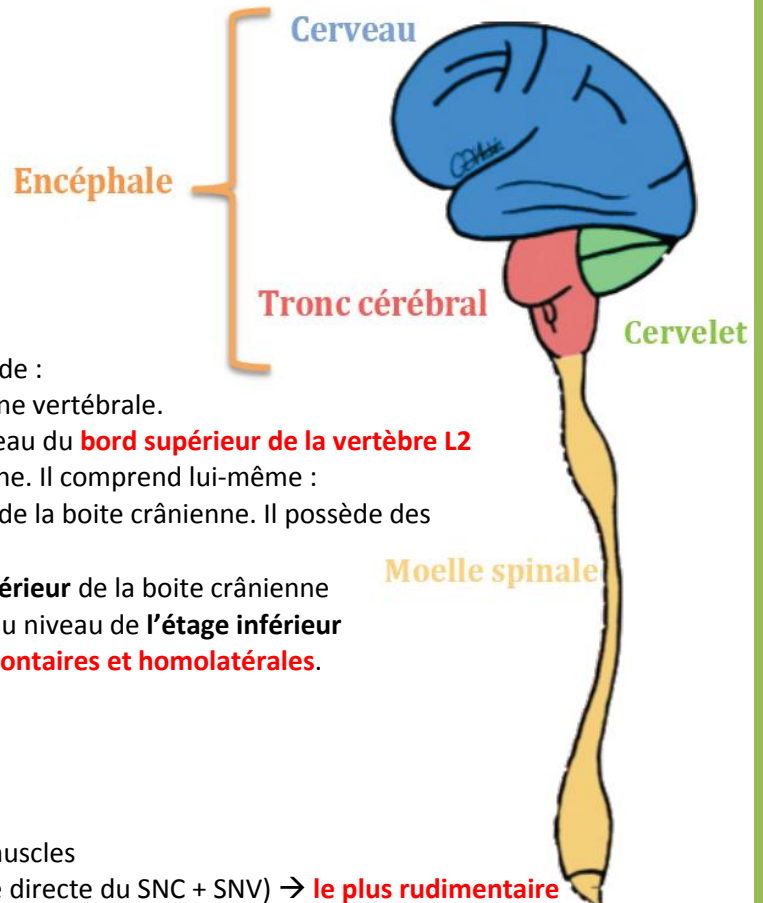 Cerveau
Encéphale
Tronc cérébral
Cervelet
de :
ne vertébrale.
eau du bord supérieur de la vertèbre L2
ne. Il comprend lui-même :
de la boite crânienne. Il possède des
Moelle spinale
érieur de la boite crânienne
u niveau de l’étage inférieur
ontaires et homolatérales.
nuscles
e directe du SNC + SNV) → le plus rudimentaire